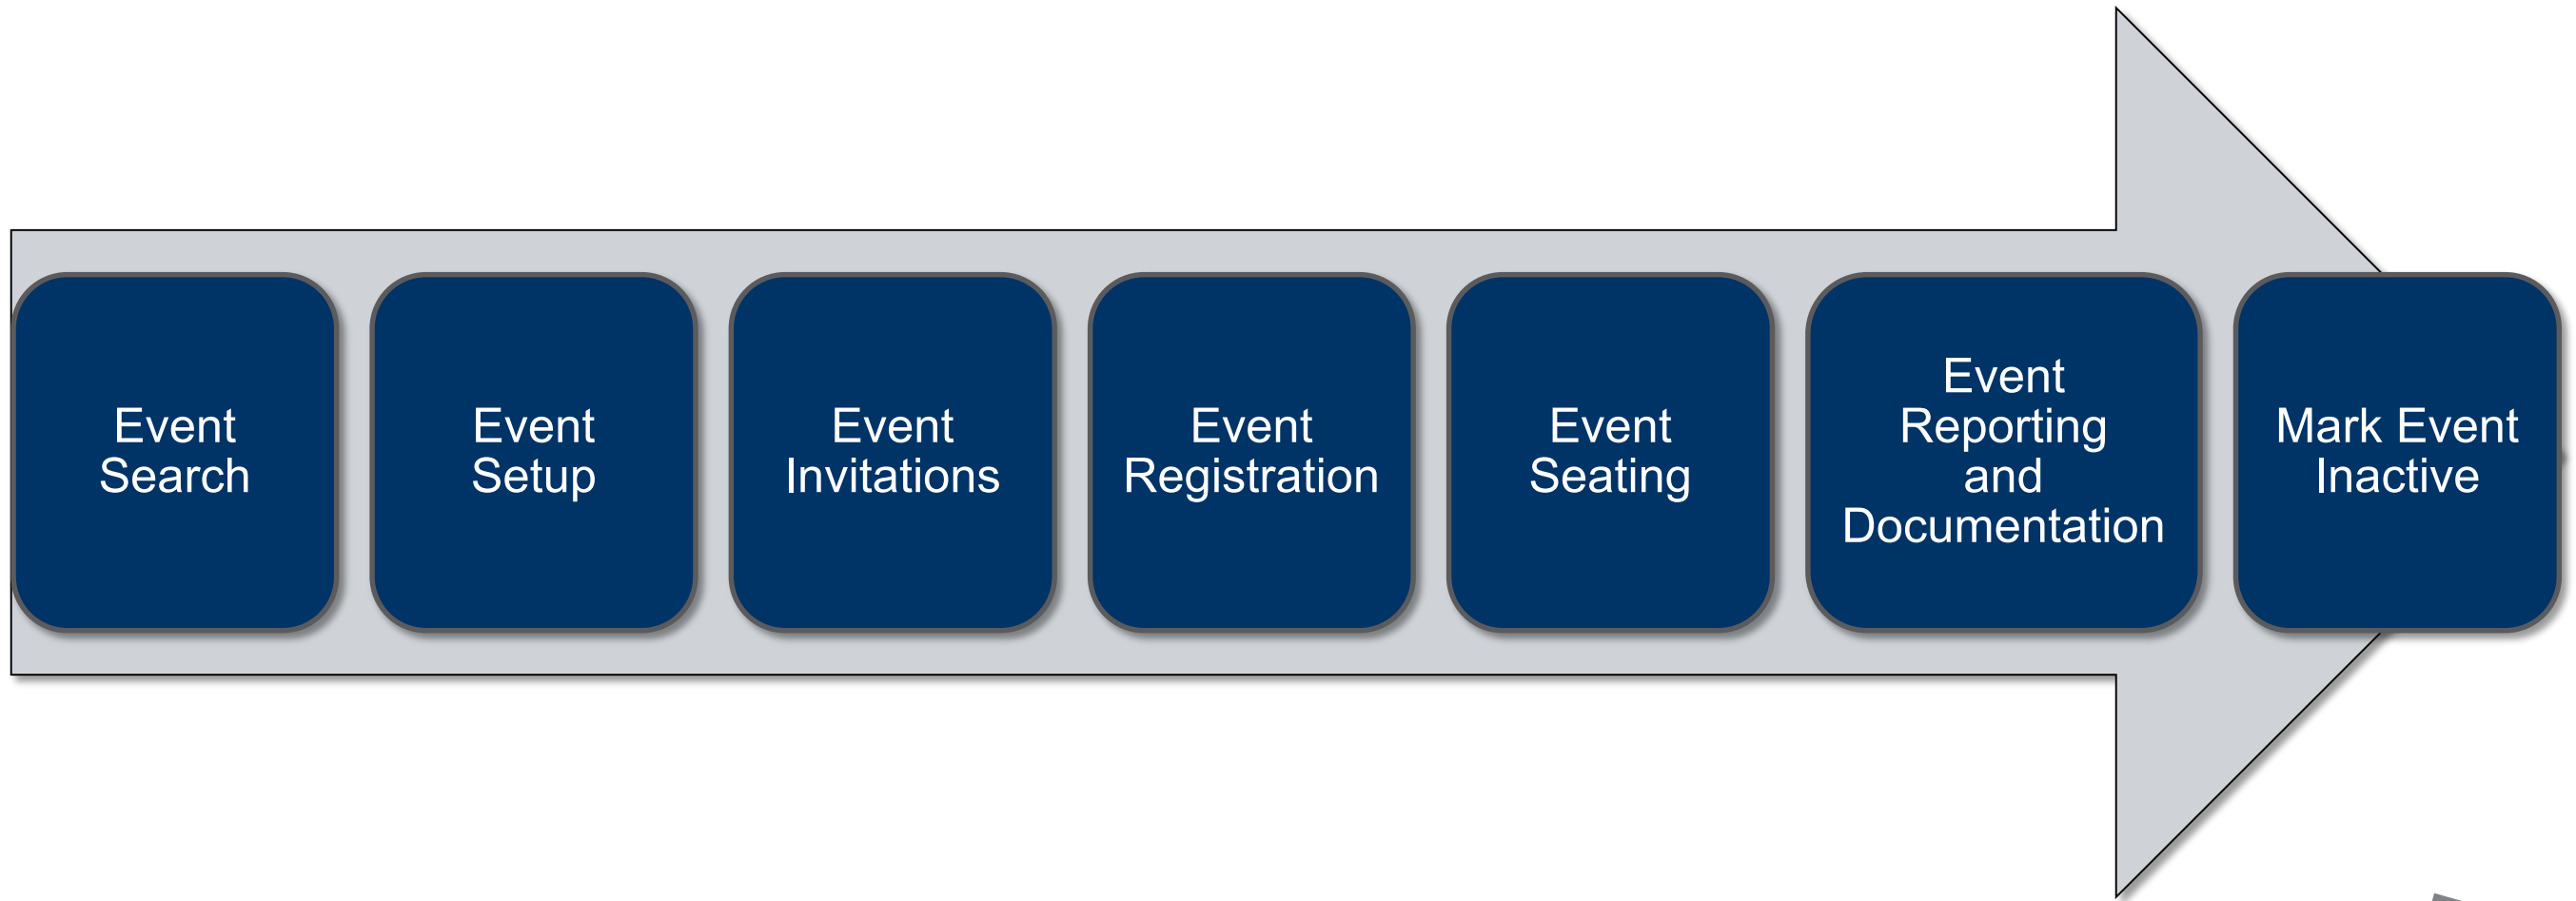 Event
Search
Event
Setup
Event
Invitations
Event
Registration
Event
Seating
Event
Reporting
and
Documentation
Mark Event
Inactive